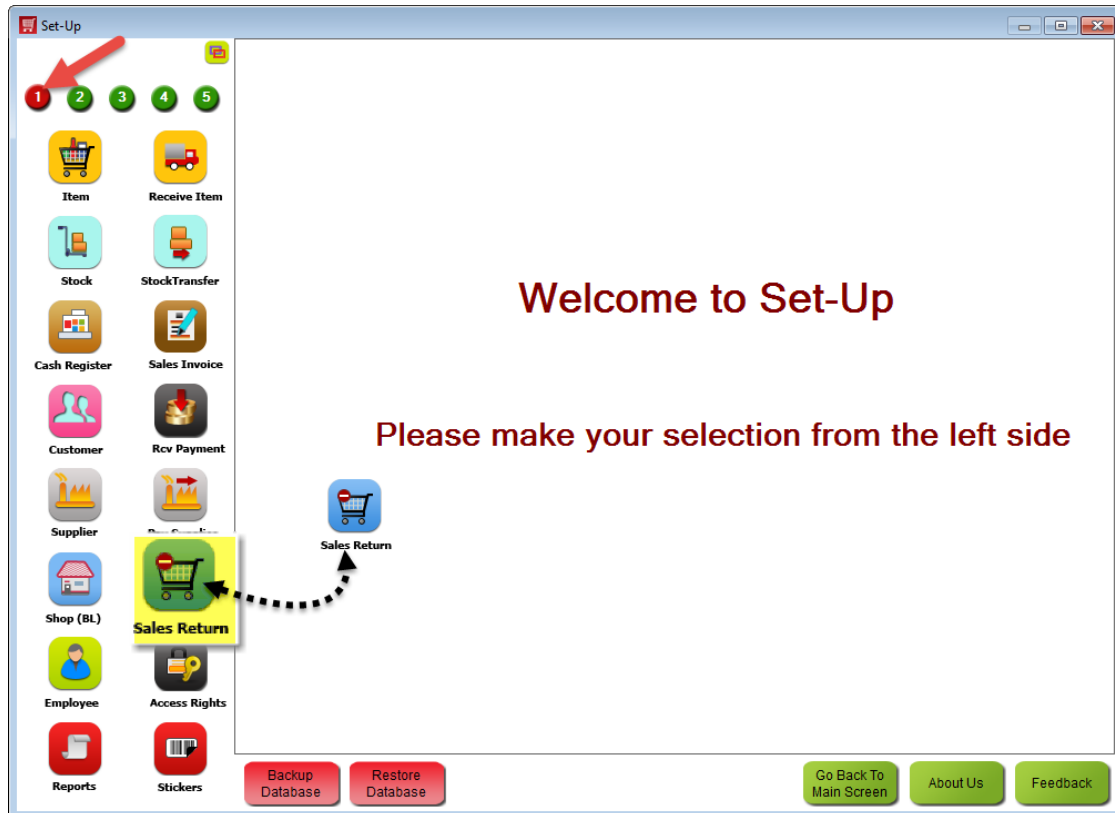 Set-Up
1 2 3 4 5
Item Receive Item
Stock StockTransfer
Cash Register Sales Invoice
Customer Rcv Payment
Supplier
Shop (BL) Sales Return
Employee Access Rights
Reports Stickers
Welcome to Set-Up
Please make your selection from the left side
Sales Return
Backup
Database
Restore
Database
Go Back To
Main Screen
About Us
Feedback